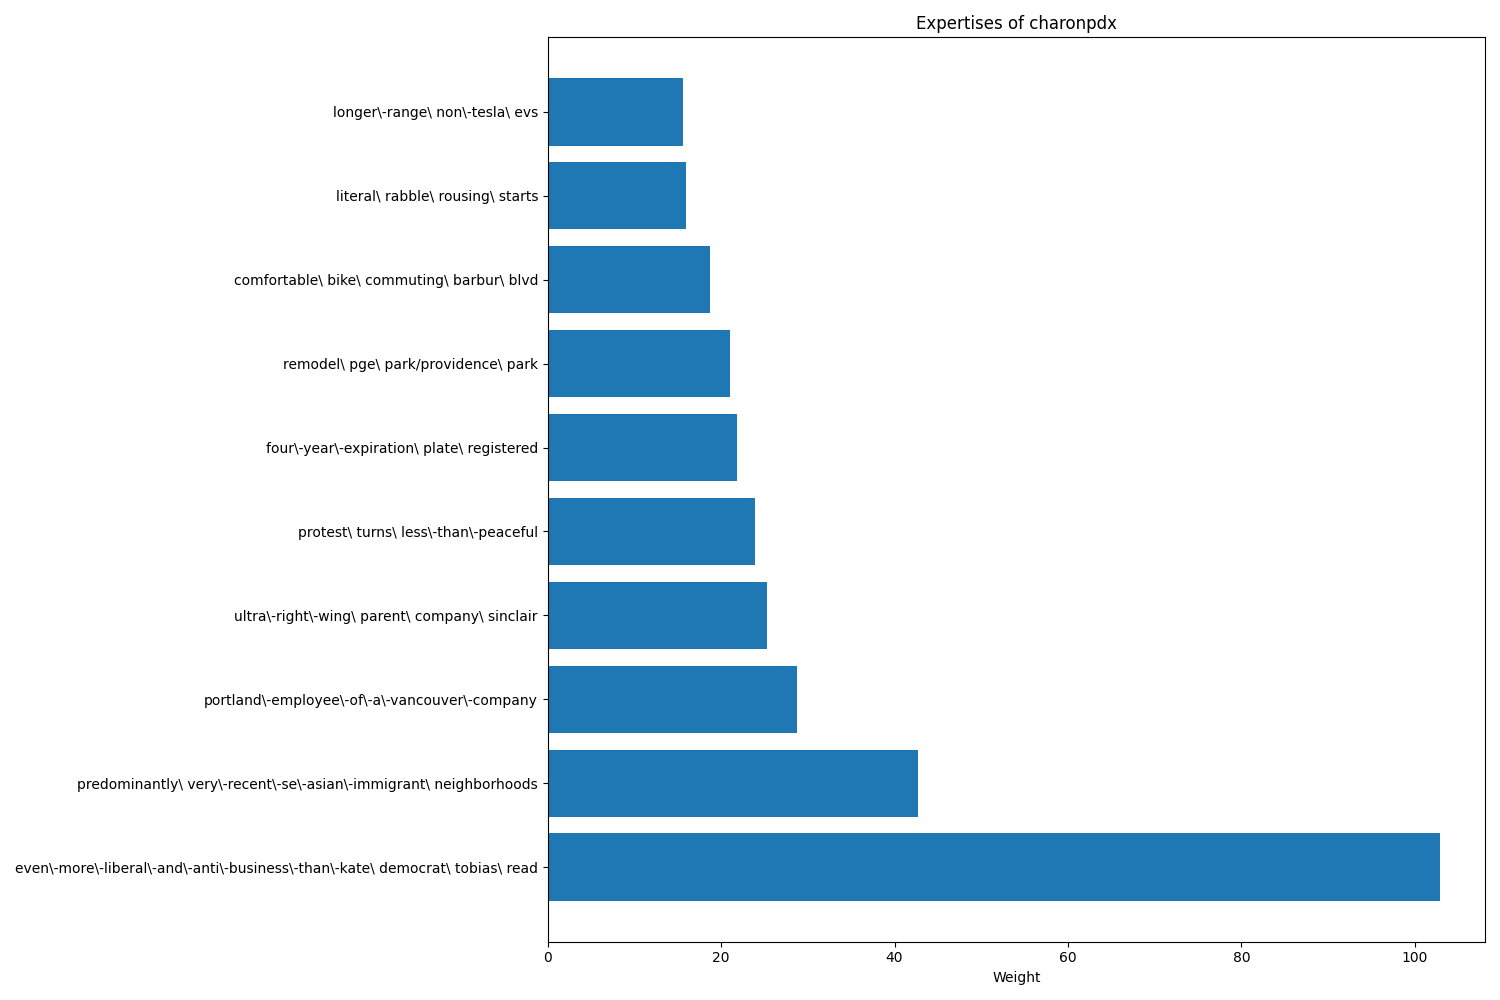 Expertises of charonpdx
longer\-range\ non\-tesla\ evs
literal\ rabble\ rousing\ starts
comfortable\ bike\ commuting\ barbur\ blvd
remodel\ pge\ park/providence\ park
four\-year\-expiration\ plate\ registered
protest\ turns\ less\-than\-peaceful
ultra\-right\-wing\ parent\ company\ sinclair
portland\-employee\-of\-a\-vancouver\-company
predominantly\ very\-recent\-se\-asian\-immigrant\ neighborhoods
even\-more\-liberal\-and\-anti\-business\-than\-kate\ democrat\ tobias\ read
0 20 40 60 80 100
Weight